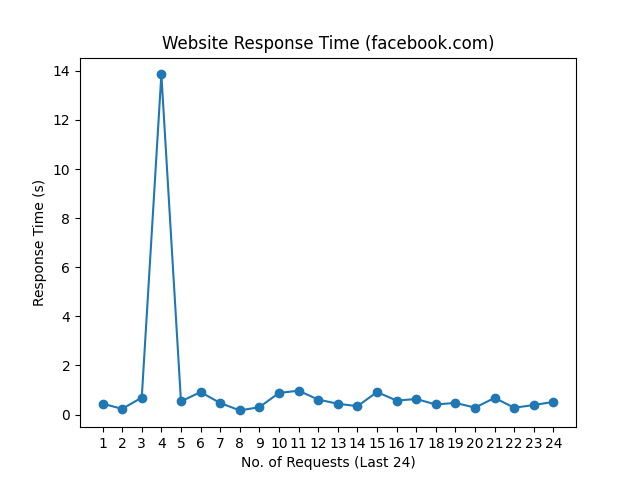 Website Response Time (facebook.com)
14
12
10
8
6
4
2
0
Response Time (s)
1 2 3 4 5 6 7 8 9 10 11 12 13 14 15 16 17 18 19 20 21 22 23 24
No. of Requests (Last 24)